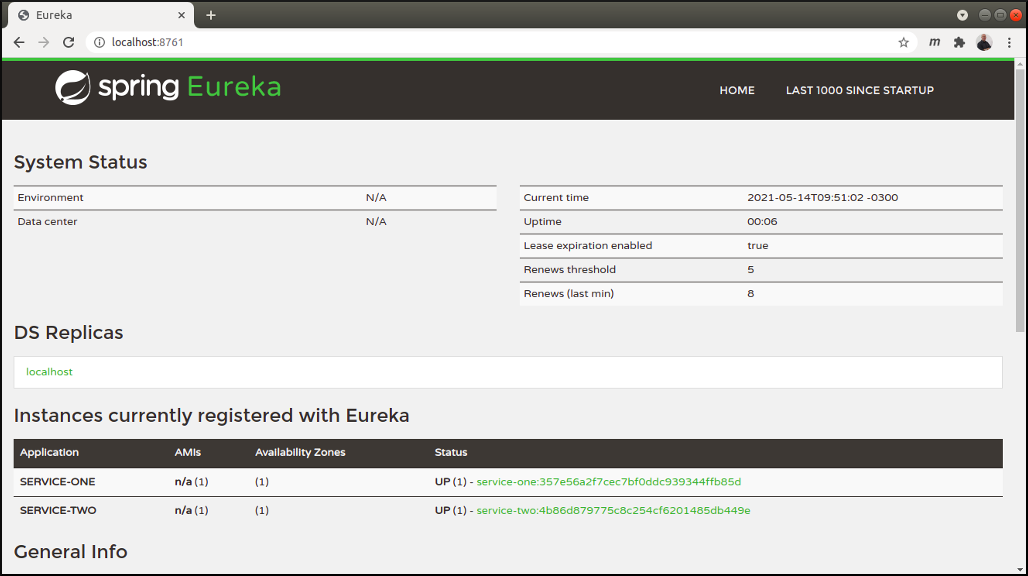 Eureka
localhost:8761
m
spring Eureka
HOME LAST 1000 SINCE STARTUP
System Status
Environment N/A
Data center N/A
Current time 2021-05-14T09:51:02 -0300
Uptime 00:06
Lease expiration enabled true
Renews threshold 5
Renews (last min) 8
DS Replicas
localhost
Instances currently registered with Eureka
Application AMIs Availability Zones Status
SERVICE-ONE n/a (1) (1) UP (1) - service-one:357e56a2f7cec7bf0ddc939344ffb85d
SERVICE-TWO n/a (1) (1) UP (1) - service-two:4b86d879775c8c254cf6201485db449e
General Info